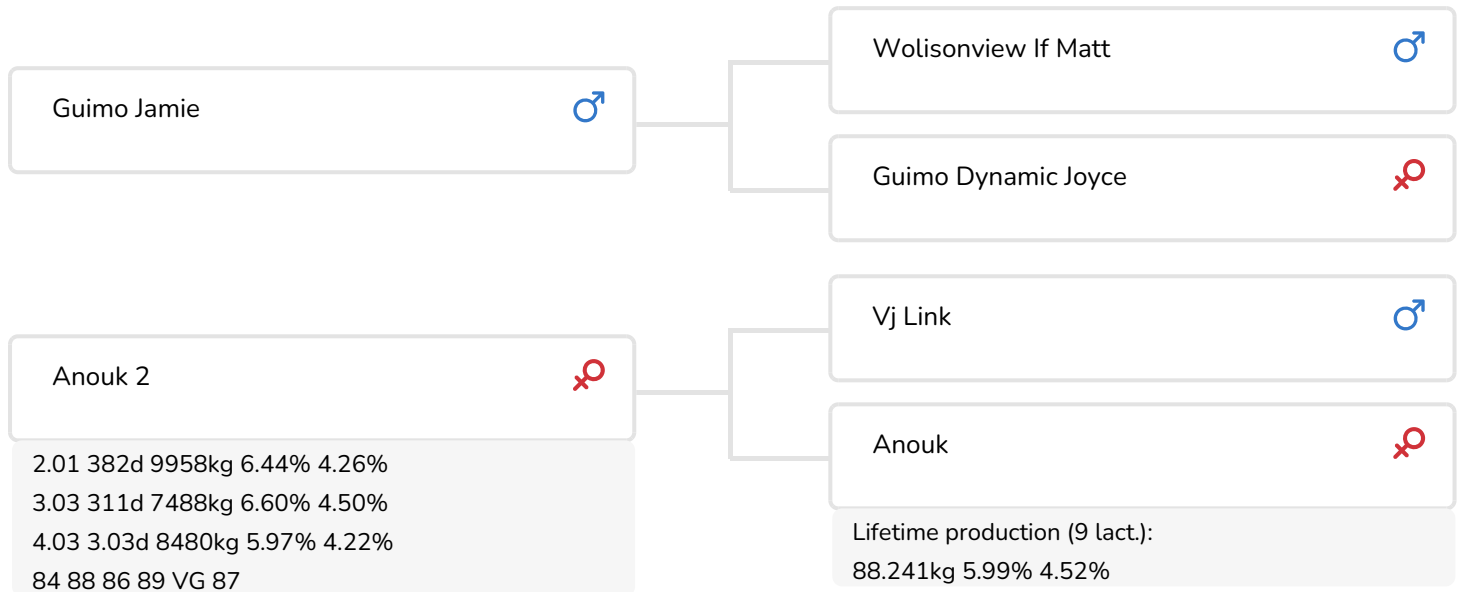 Guimo Jamie
Wolisonview If Matt
Guimo Dynamic Joyce
Anouk 2
2.01 382d 9958kg 6.44% 4.26%
3.03 311d 7488kg 6.60% 4.50%
4.03 3.03d 8480kg 5.97% 4.22%
84 88 86 89 VG 87
Vj Link
Anouk
Lifetime production (9 lact.):
88.241kg 5.99% 4.52%